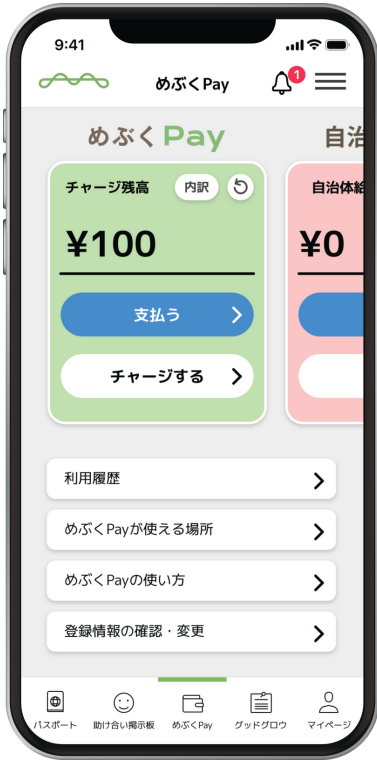 9:41
めぶくPay
1
めぶく Pay
自治
チャージ残高
内訳
¥100
支払う
チャージする
自治体給
¥0
利用履歴
めぶくPayが使える場所
めぶくPayの使い方
登録情報の確認・変更
パスポート
助け合い掲示板
めぶくPay
グッドグロウ
マイページ